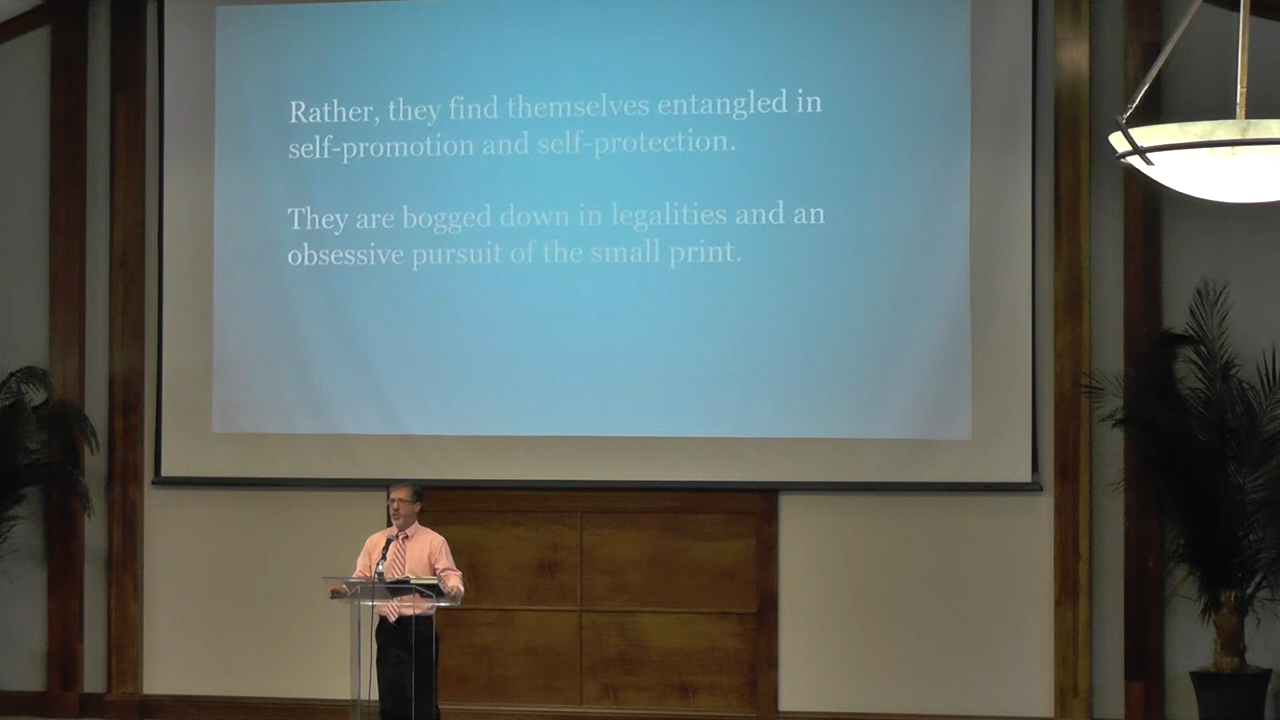 Rather, they find themselves entangled in
self-promotion and self-protection.
They are bogged down in legalities and an
obsessive pursuit of the small print.